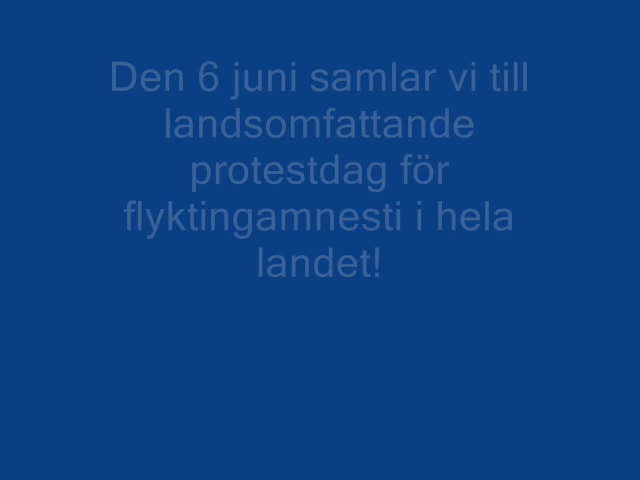 Den 6 juni samlar vi till
landsomfattande
protestdag för
flyktingamnesti i hela
landet!